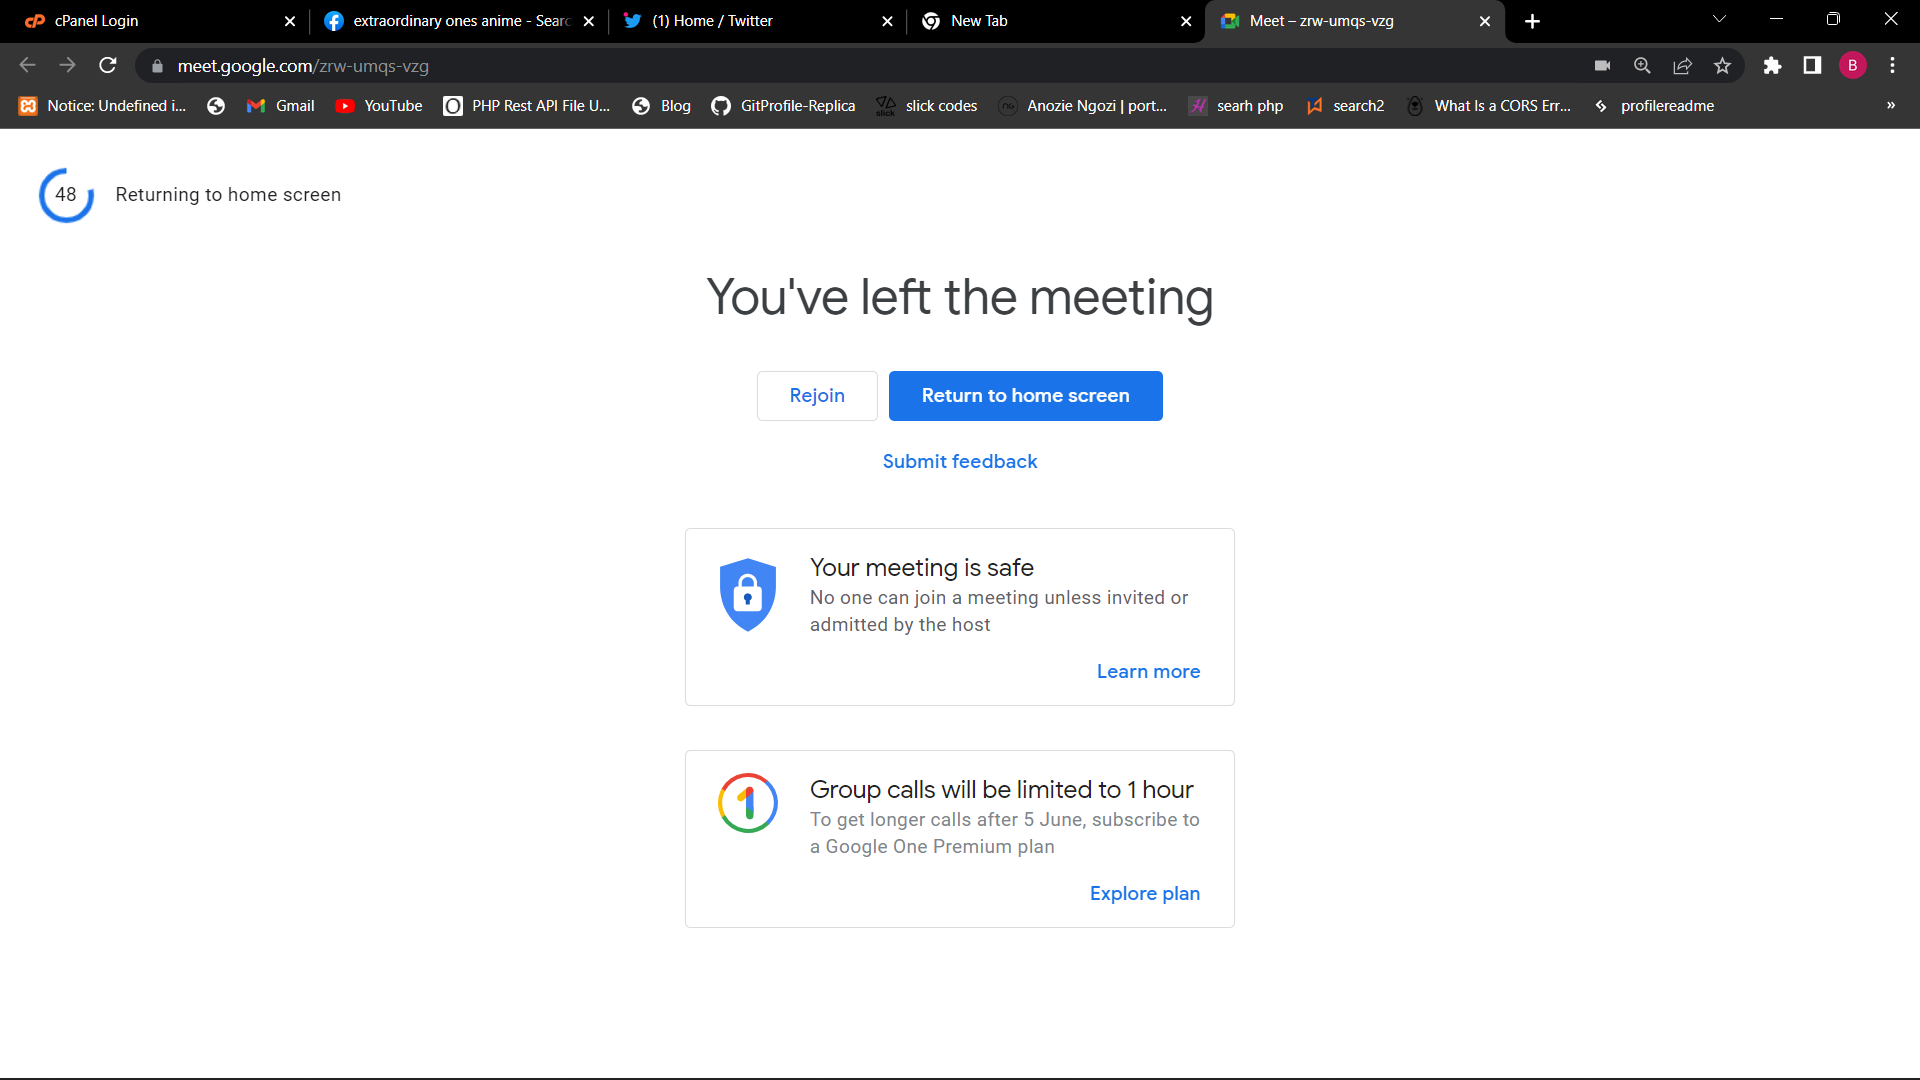 cPanel Login
extraordinary ones anime - Searc
(1) Home / Twitter
New Tab
Meet – zrw-umqs-vzg
meet.google.com/zrw-umqs-vzg
B
Notice: Undefined i...
Gmail
YouTube
PHP Rest API File U...
Blog
GitProfile-Replica
slick
slick codes
Anozie Ngozi | port...
searh php
search2
What Is a CORS Err...
profilereadme
»
48
Returning to home screen
You've left the meeting
Rejoin
Return to home screen
Submit feedback
Your meeting is safe
No one can join a meeting unless invited or
admitted by the host
Learn more
1
Group calls will be limited to 1 hour
To get longer calls after 5 June, subscribe to
a Google One Premium plan
Explore plan